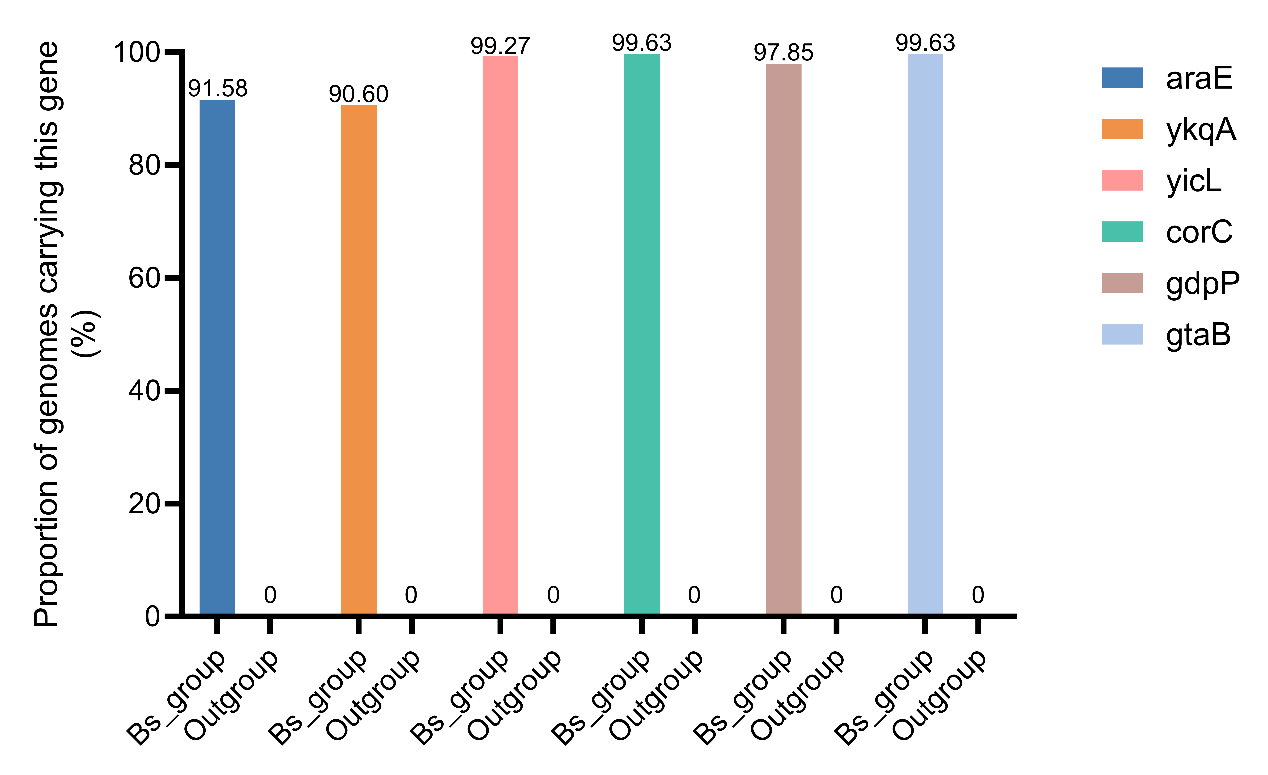 Proportion of genomes carrying this gene
(%)
100
80
60
40
20
0
91.58
0
90.60
0
99.27
0
99.63
0
97.85
0
99.63
0
Bs_group
Outgroup
Bs_group
Outgroup
Bs_group
Outgroup
Bs_group
Outgroup
Bs_group
Outgroup
Bs_group
Outgroup
araE
ykqA
yicL
corC
gdpP
gtaB